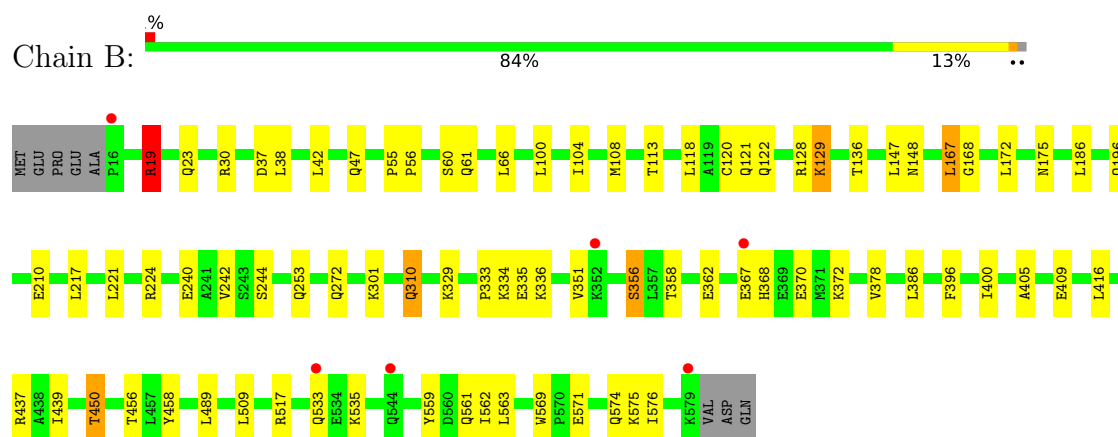 1%
Chain B:
84% 13% ..
MET GLU PRO GLU ALA P16 R19 Q23 R30 D37 L38 L42 Q47 P55 P56 S60 Q61 L66 L100 I104 M108 T113 L118 A119 C120 Q121 Q122 R128 K129 T136 L147 N148 L167 G168 L172 N175 L186 Q196
E210 L217 L221 R224 E240 A241 V242 S243 S244 Q253 Q272 K301 Q310 K329 P333 K334 E335 K336 V351 K352 S356 L357 T358 E362 E367 H368 E369 E370 M371 K372 V378 L386 F396 I400 A405 E409 L416
R437 A438 I439 T450 T456 L457 Y458 L489 L509 R517 Q533 E534 K535 Q544 Y559 D560 Q561 I562 L563 W569 P570 E571 Q574 K575 I576 K579 VAL ASP GLN